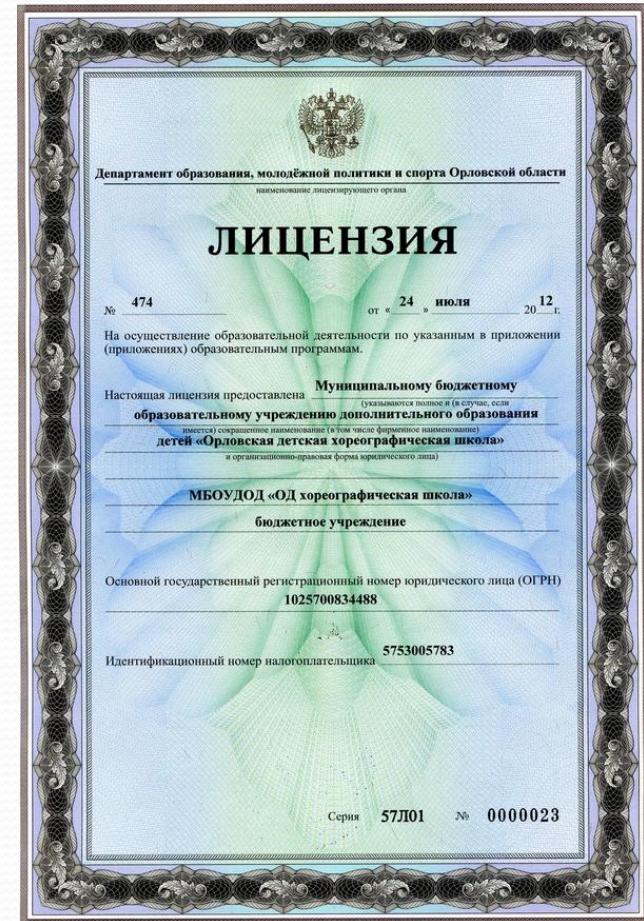 Департамент образования, молодёжной политики и спорта Орловской области
наименование лицензирующего органа
ЛИЦЕНЗИЯ
№ 474 от « 24 » июля 20 12 г.
На осуществление образовательной деятельности по указанным в приложении
(приложениях) образовательным программам.
Настоящая лицензия предоставлена Муниципальному бюджетному
(указываются полное и (в случае, если
образовательному учреждению дополнительного образования
имеется) сокращенное наименование (в том числе фирменное наименование)
детей «Орловская детская хореографическая школа»
и организационно-правовая форма юридического лица)
МБОУДОД «ОД хореографическая школа»
бюджетное учреждение
Основной государственный регистрационный номер юридического лица (ОГРН)
1025700834488
Идентификационный номер налогоплательщика 5753005783
Серия 57Л01 № 0000023